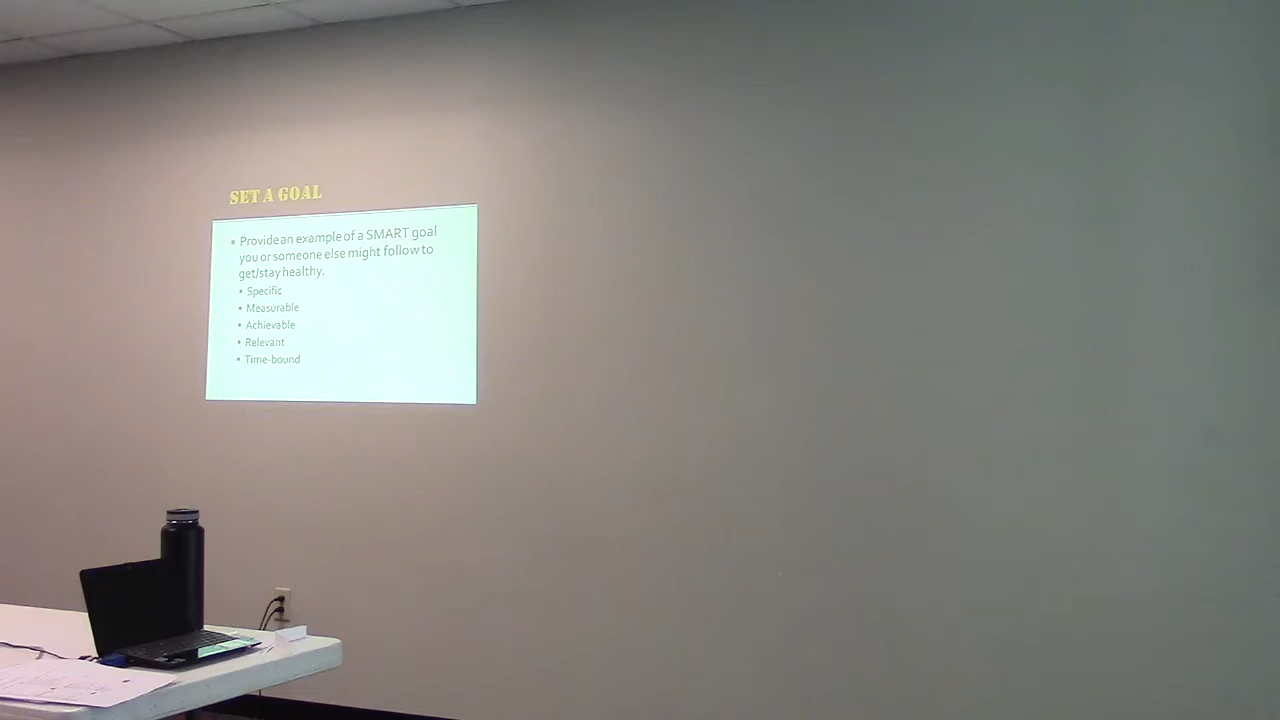 SET A GOAL
▪ Provide an example of a SMART goal
you or someone else might follow to
get/stay healthy.
▪ Specific
▪ Measurable
▪ Achievable
▪ Relevant
▪ Time-bound